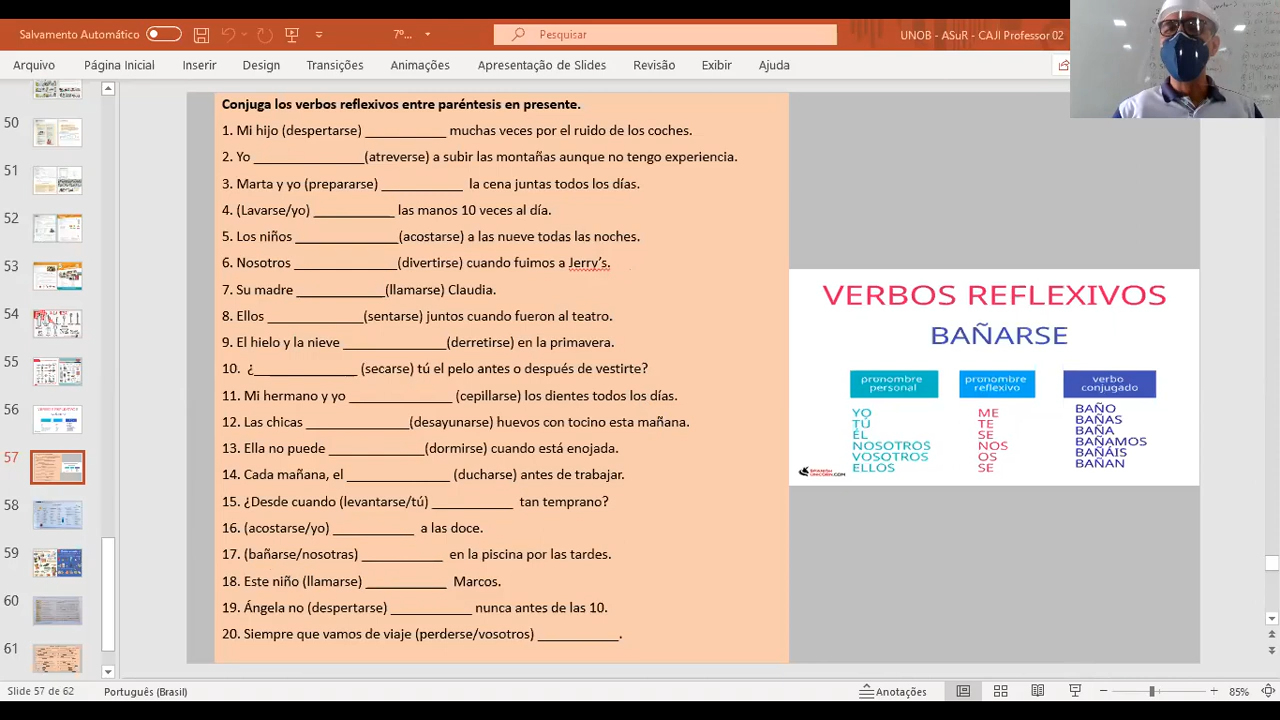 Salvamento Automático
7º...
Pesquisar
UNOB - ASuR - CAJI Professor 02
Arquivo Página Inicial Inserir Design Transições Animações Apresentação de Slides Revisão Exibir Ajuda
50
51
52
53
54
55
56
57
58
59
60
61
Conjuga los verbos reflexivos entre paréntesis en presente.
1. Mi hijo (despertarse) ___________ muchas veces por el ruido de los coches.
2. Yo _______________(atreverse) a subir las montañas aunque no tengo experiencia.
3. Marta y yo (prepararse) ___________ la cena juntas todos los días.
4. (Lavarse/yo) ___________ las manos 10 veces al día.
5. Los niños ______________(acostarse) a las nueve todas las noches.
6. Nosotros ______________(divertirse) cuando fuimos a Jerry’s.
7. Su madre ____________(llamarse) Claudia.
8. Ellos _____________(sentarse) juntos cuando fueron al teatro.
9. El hielo y la nieve ______________(derretirse) en la primavera.
10. ¿______________ (secarse) tú el pelo antes o después de vestirte?
11. Mi hermano y yo ______________ (cepillarse) los dientes todos los días.
12. Las chicas ______________(desayunarse) huevos con tocino esta mañana.
13. Ella no puede _____________(dormirse) cuando está enojada.
14. Cada mañana, el ______________ (ducharse) antes de trabajar.
15. ¿Desde cuando (levantarse/tú) ___________ tan temprano?
16. (acostarse/yo) ___________ a las doce.
17. (bañarse/nosotras) ___________ en la piscina por las tardes.
18. Este niño (llamarse) ___________ Marcos.
19. Ángela no (despertarse) ___________ nunca antes de las 10.
20. Siempre que vamos de viaje (perderse/vosotros) ___________.
VERBOS REFLEXIVOS
BAÑARSE
pronombre personal
pronombre reflexivo
verbo conjugado
YO ME BAÑO
TÚ TE BAÑAS
ÉL SE BAÑA
NOSOTROS NOS BAÑAMOS
VOSOTROS OS BAÑÁIS
ELLOS SE BAÑAN
Slide 57 de 62
Português (Brasil)
Anotações
85%